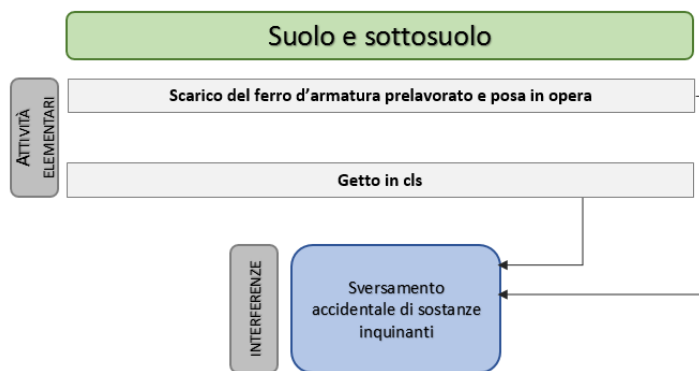 Suolo e sottosuolo
ATTIVITÀ
ELEMENTARI
Scarico del ferro d’armatura prelavorato e posa in opera
Getto in cls
INTERFERENZE
Sversamento
accidentale di sostanze
inquinanti